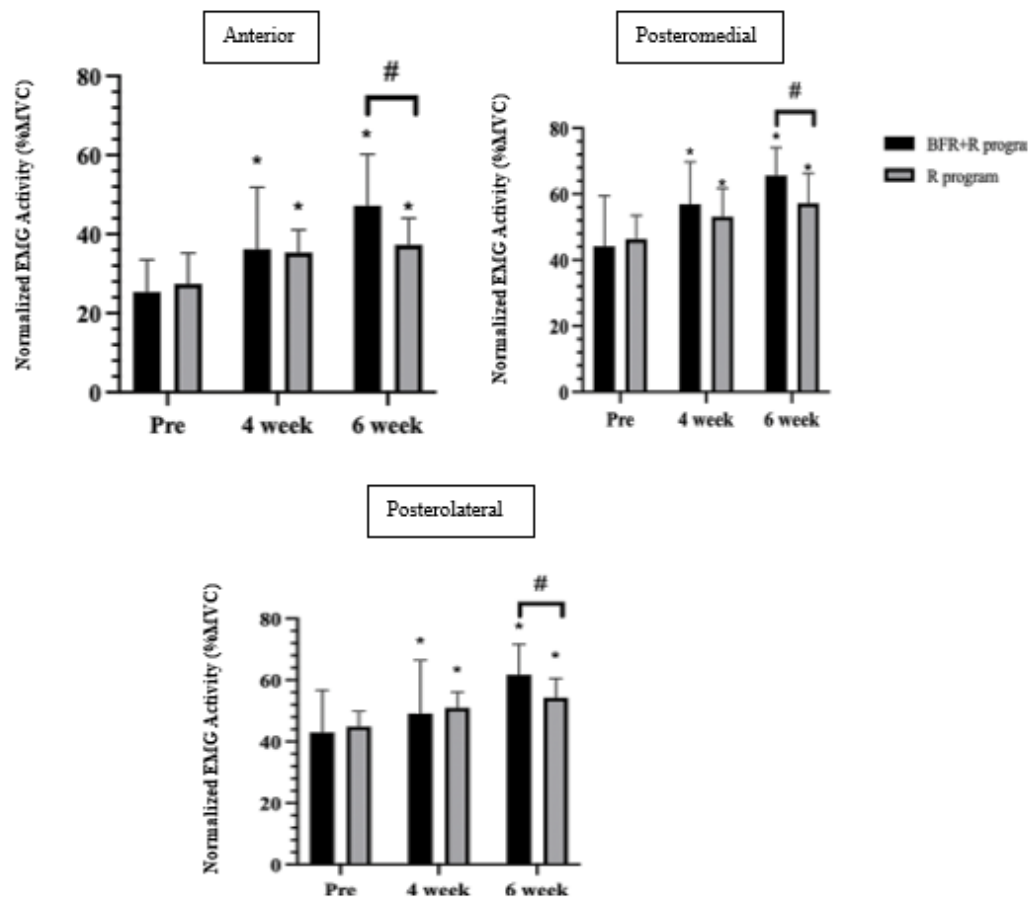 Anterior
Normalized EMG Activity (%MVC)
80
60
40
20
0
#
*
*
*
*
Pre
4 week
6 week
Posteromedial
Normalized EMG Activity (%MVC)
80
60
40
20
0
#
*
*
*
*
Pre
4 week
6 week
BFR+R progra
R program
Posterolateral
Normalized EMG Activity (%MVC)
80
60
40
20
0
#
*
*
*
*
Pre
4 week
6 week